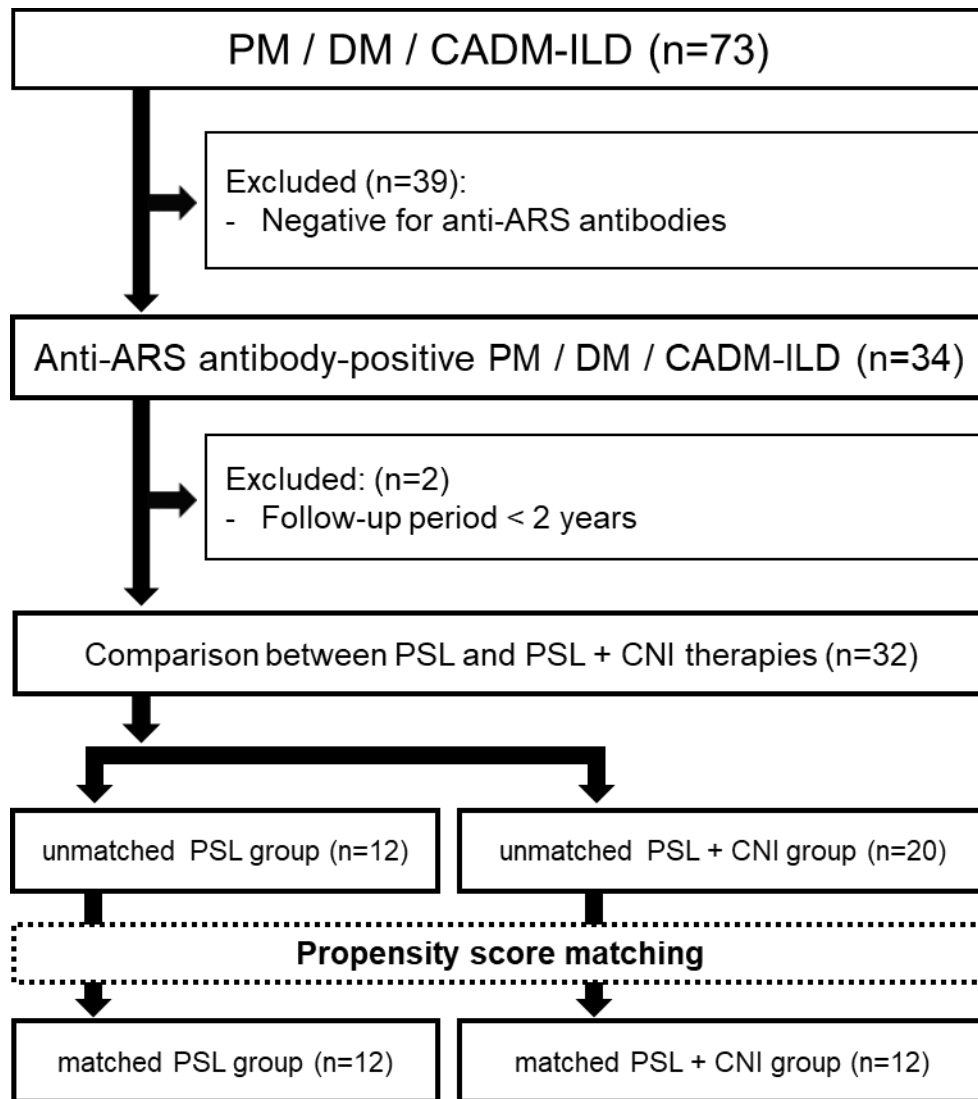 PM / DM / CADM-ILD (n=73)
Excluded (n=39):
- Negative for anti-ARS antibodies
Anti-ARS antibody-positive PM / DM / CADM-ILD (n=34)
Excluded: (n=2)
- Follow-up period < 2 years
Comparison between PSL and PSL + CNI therapies (n=32)
unmatched PSL group (n=12)
unmatched PSL + CNI group (n=20)
Propensity score matching
matched PSL group (n=12)
matched PSL + CNI group (n=12)